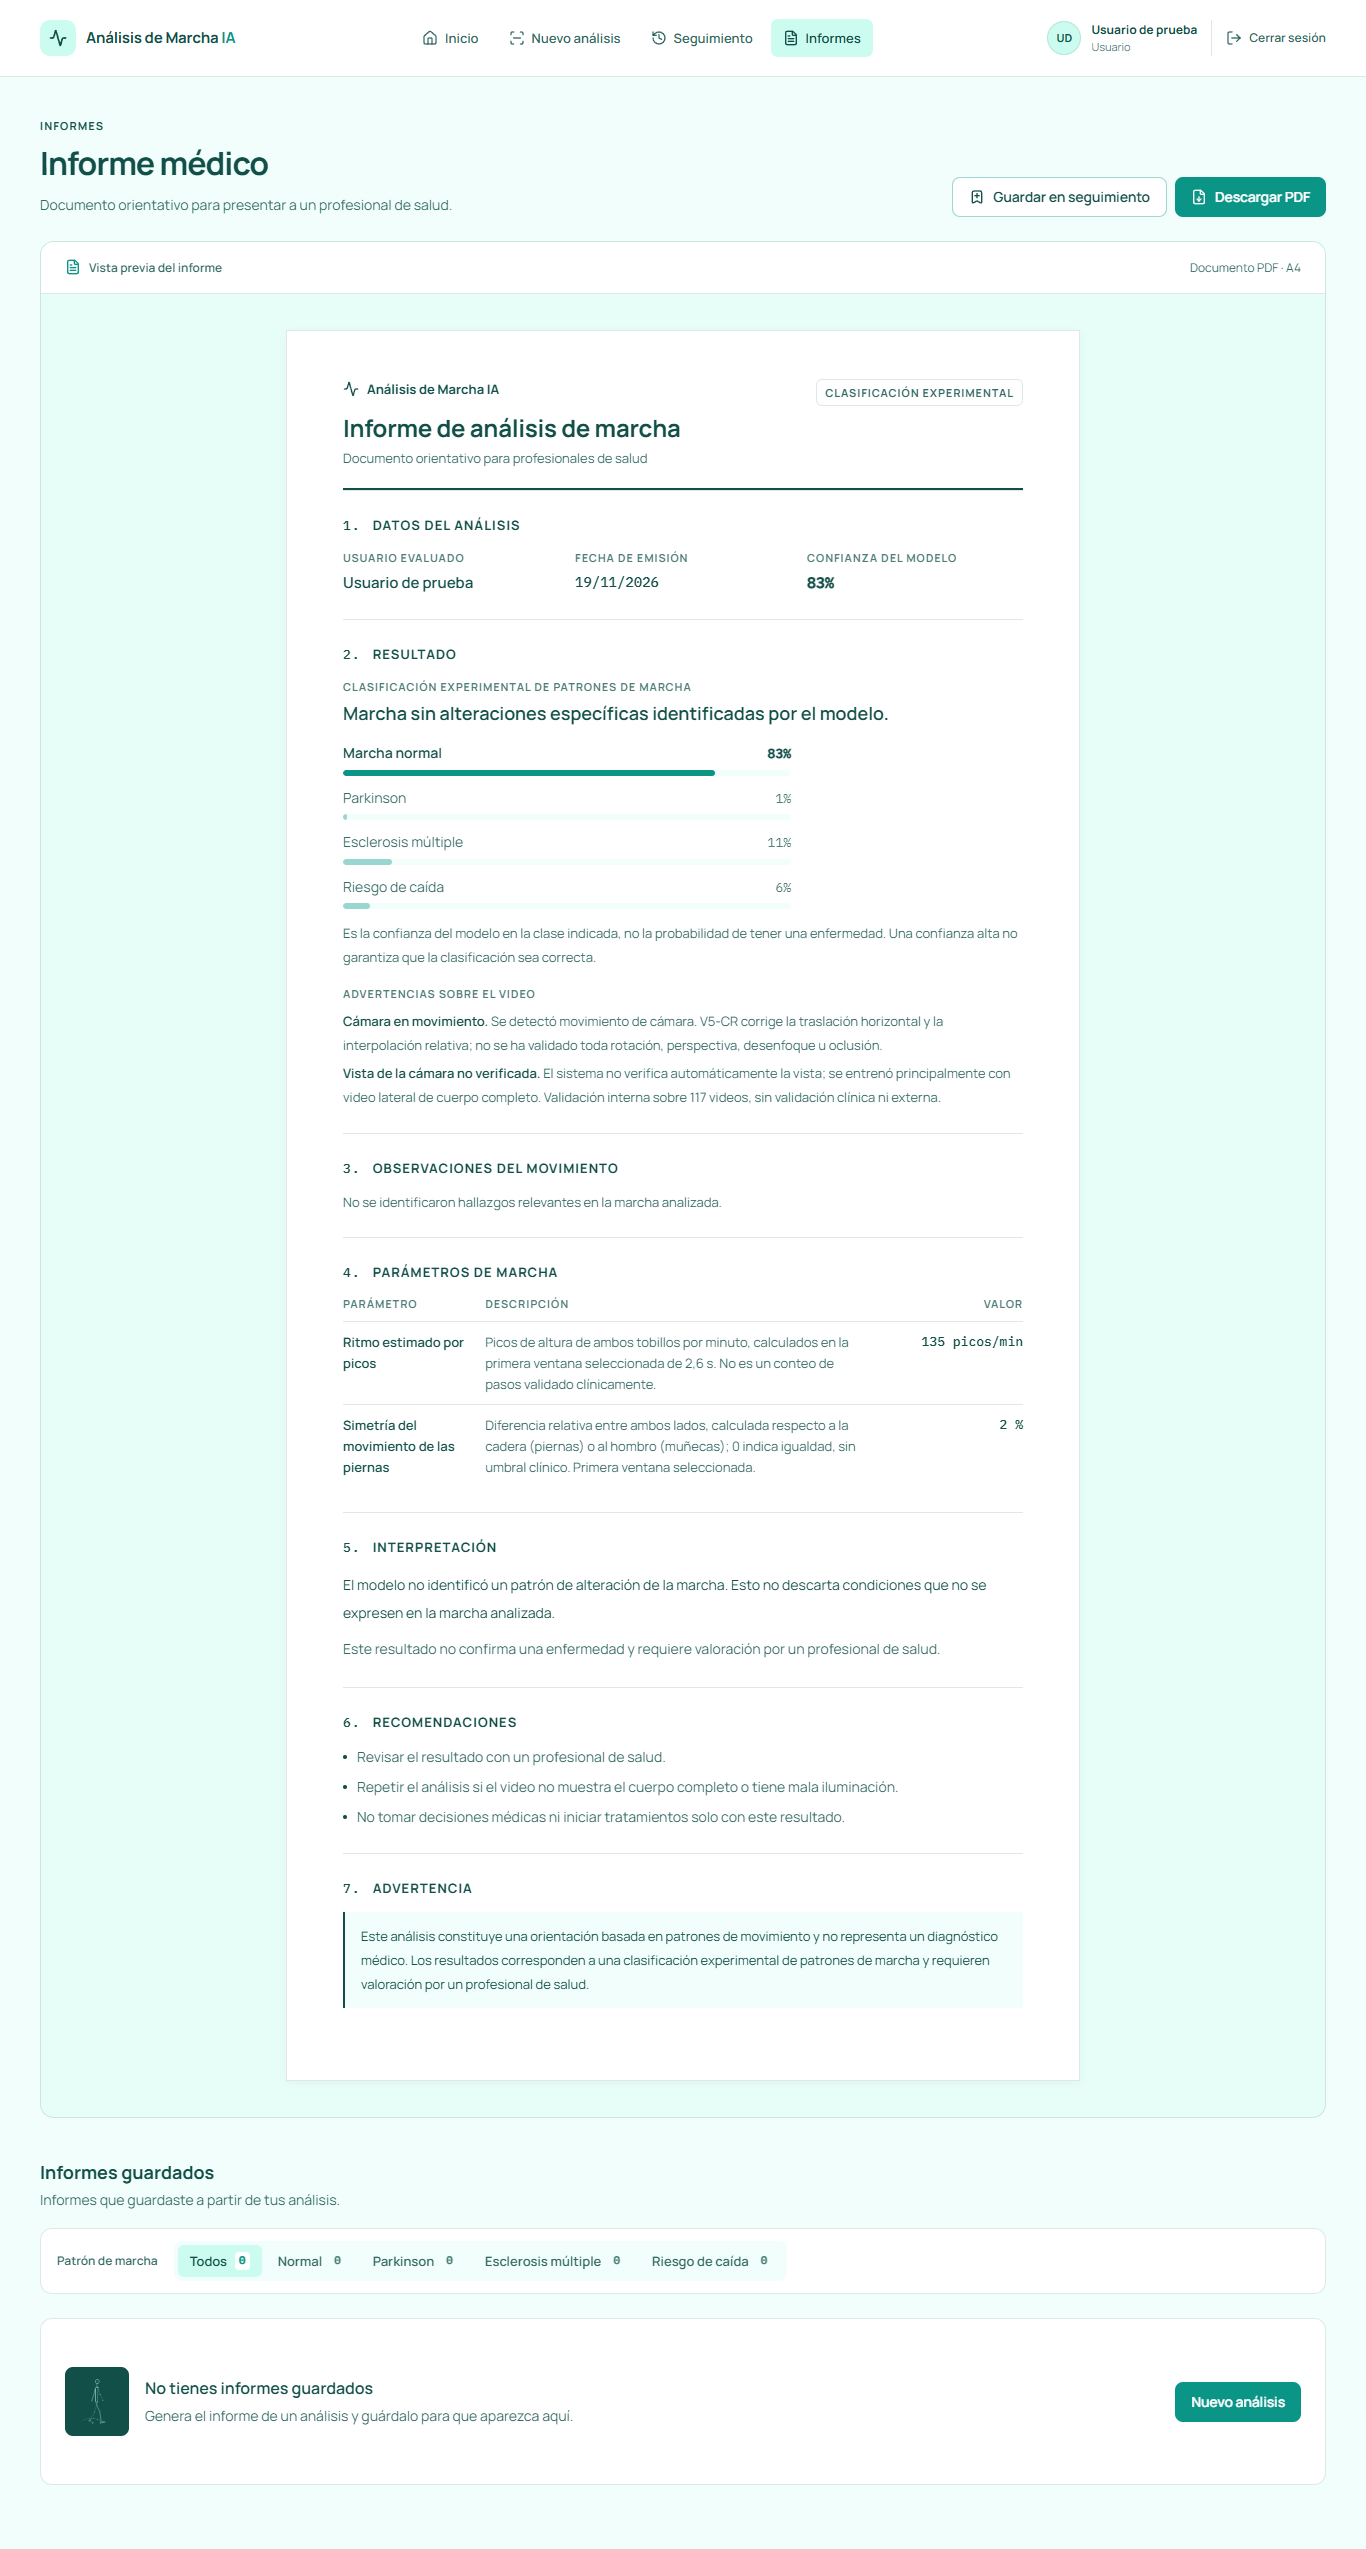 Análisis de Marcha IA
Inicio
Nuevo análisis
Seguimiento
Informes
UD
Usuario de prueba
Usuario
Cerrar sesión
INFORMES
Informe médico
Documento orientativo para presentar a un profesional de salud.
Guardar en seguimiento
Descargar PDF
Vista previa del informe
Documento PDF · A4
Análisis de Marcha IA
CLASIFICACIÓN EXPERIMENTAL
Informe de análisis de marcha
Documento orientativo para profesionales de salud
1. DATOS DEL ANÁLISIS
USUARIO EVALUADO
FECHA DE EMISIÓN
CONFIANZA DEL MODELO
Usuario de prueba
19/11/2026
83%
2. RESULTADO
CLASIFICACIÓN EXPERIMENTAL DE PATRONES DE MARCHA
Marcha sin alteraciones específicas identificadas por el modelo.
Marcha normal 83%
Parkinson 1%
Esclerosis múltiple 11%
Riesgo de caída 6%
Es la confianza del modelo en la clase indicada, no la probabilidad de tener una enfermedad. Una confianza alta no
garantiza que la clasificación sea correcta.
ADVERTENCIAS SOBRE EL VIDEO
Cámara en movimiento. Se detectó movimiento de cámara. V5-CR corrige la traslación horizontal y la
interpolación relativa; no se ha validado toda rotación, perspectiva, desenfoque u oclusión.
Vista de la cámara no verificada. El sistema no verifica automáticamente la vista; se entrenó principalmente con
video lateral de cuerpo completo. Validación interna sobre 117 videos, sin validación clínica ni externa.
3. OBSERVACIONES DEL MOVIMIENTO
No se identificaron hallazgos relevantes en la marcha analizada.
4. PARÁMETROS DE MARCHA
PARÁMETRO
DESCRIPCIÓN
VALOR
Ritmo estimado por
picos
Picos de altura de ambos tobillos por minuto, calculados en la
primera ventana seleccionada de 2,6 s. No es un conteo de
pasos validado clínicamente.
135 picos/min
Simetría del
movimiento de las
piernas
Diferencia relativa entre ambos lados, calculada respecto a la
cadera (piernas) o al hombro (muñecas); 0 indica igualdad, sin
umbral clínico. Primera ventana seleccionada.
2 %
5. INTERPRETACIÓN
El modelo no identificó un patrón de alteración de la marcha. Esto no descarta condiciones que no se
expresen en la marcha analizada.
Este resultado no confirma una enfermedad y requiere valoración por un profesional de salud.
6. RECOMENDACIONES
• Revisar el resultado con un profesional de salud.
• Repetir el análisis si el video no muestra el cuerpo completo o tiene mala iluminación.
• No tomar decisiones médicas ni iniciar tratamientos solo con este resultado.
7. ADVERTENCIA
Este análisis constituye una orientación basada en patrones de movimiento y no representa un diagnóstico
médico. Los resultados corresponden a una clasificación experimental de patrones de marcha y requieren
valoración por un profesional de salud.
Informes guardados
Informes que guardaste a partir de tus análisis.
Patrón de marcha
Todos 0
Normal 0
Parkinson 0
Esclerosis múltiple 0
Riesgo de caída 0
No tienes informes guardados
Genera el informe de un análisis y guárdalo para que aparezca aquí.
Nuevo análisis